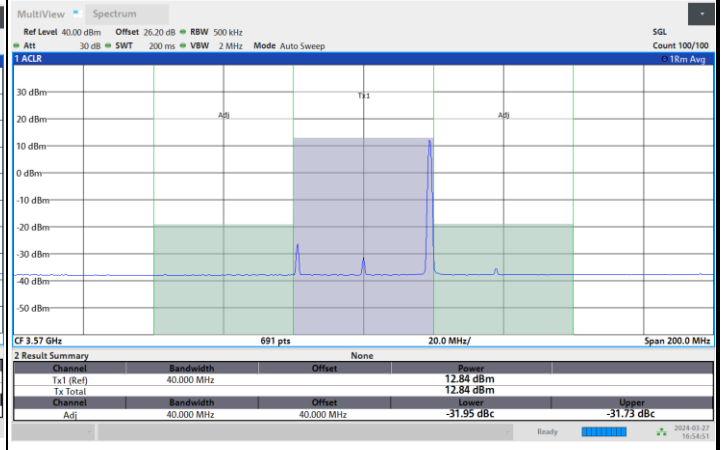 MultiView Spectrum
Ref Level 40.00 dBm Offset 26.20 dB RBW 500 kHz SGL
Att 30 dB SWT 200 ms VBW 2 MHz Mode Auto Sweep Count 100/100
1 ACLR 1Rm Avg
Tx1
Adj Adj
30 dBm
20 dBm
10 dBm
0 dBm
-10 dBm
-20 dBm
-30 dBm
-40 dBm
-50 dBm
CF 3.57 GHz 691 pts 20.0 MHz/ Span 200.0 MHz
2 Result Summary None
Channel Bandwidth Offset Power
Tx1 (Ref) 40.000 MHz 12.84 dBm
Tx Total 12.84 dBm
Channel Bandwidth Offset Lower Upper
Adj 40.000 MHz 40.000 MHz -31.95 dBc -31.73 dBc
Ready 2024-03-27
16:54:51